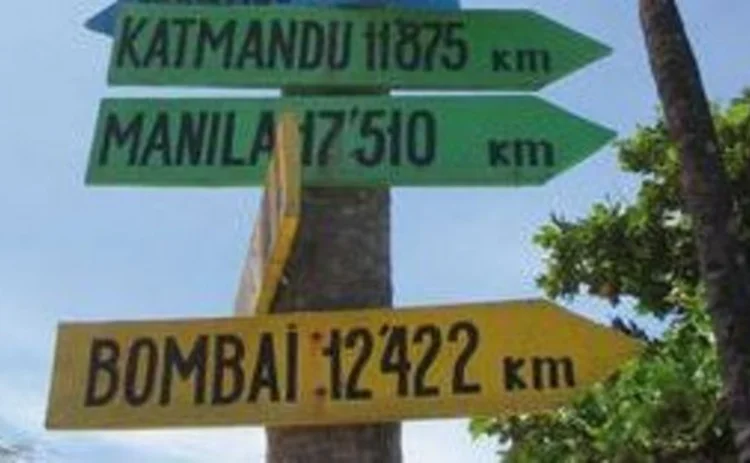 KATMANDU 11'875 KM
MANILA 17'510 KM
BOMBAİ 12'422 KM